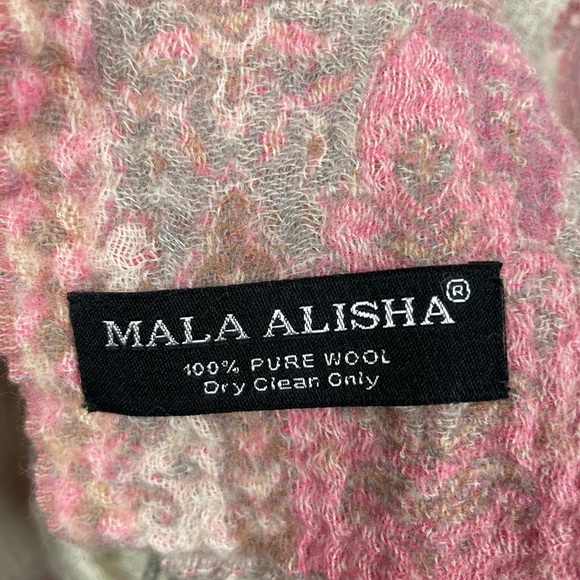 MALA ALISHA®
100% PURE WOOL
Dry Clean Only